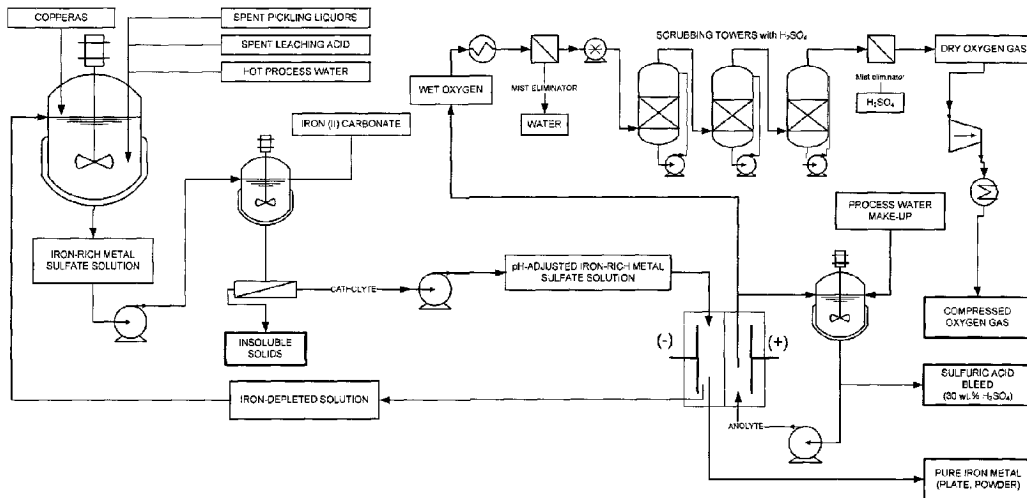 COPPERAS
SPENT PICKLING LIQUORS
SPENT LEACHING ACID
HOT PROCESS WATER
SCRUBBING TOWERS with H₂SO₄
DRY OXYGEN GAS
WET OXYGEN
MIST ELIMINATOR
WATER
Mist eliminator
H₂SO₄
IRON (II) CARBONATE
PROCESS WATER
MAKE-UP
IRON-RICH METAL
SULFATE SOLUTION
pH-ADJUSTED IRON-RICH METAL
SULFATE SOLUTION
CATHOLYTE
COMPRESSED
OXYGEN GAS
INSOLUBLE
SOLIDS
(-)
(+)
SULFURIC ACID
BLEED
(30 wt.% H₂SO₄)
IRON-DEPLETED SOLUTION
ANOLYTE
PURE IRON METAL
(PLATE, POWDER)